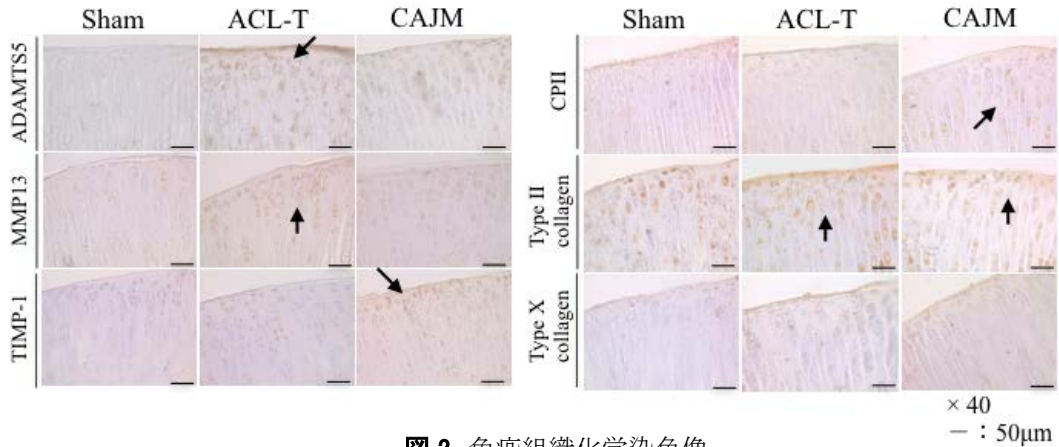 Sham ACL-T CAJM
ADAMTS5
MMP13
TIMP-1
Sham ACL-T CAJM
CPII
Type II
collagen
Type X
collagen
× 40
― : 50μm
図 2 免疫組織化学染色像